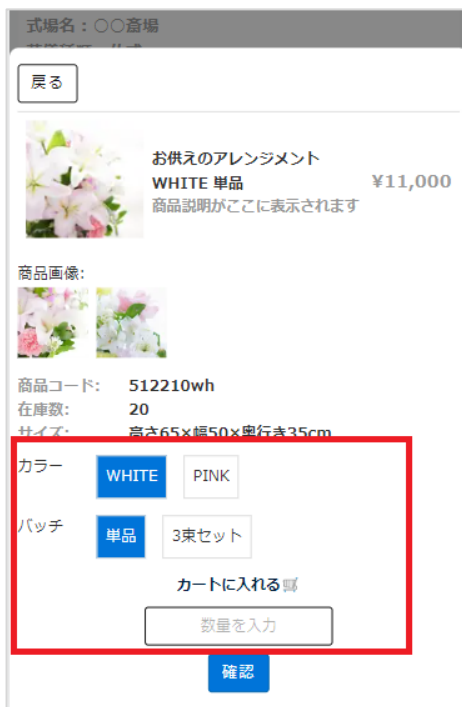 式場名：○○斎場
戻る
お供えのアレンジメント
WHITE 単品
¥11,000
商品説明がここに表示されます
商品画像:
商品コード: 512210wh
在庫数: 20
サイズ: 高さ65×幅50×奥行き35cm
カラー WHITE PINK
バッチ 単品 3束セット
カートに入れる
数量を入力
確認